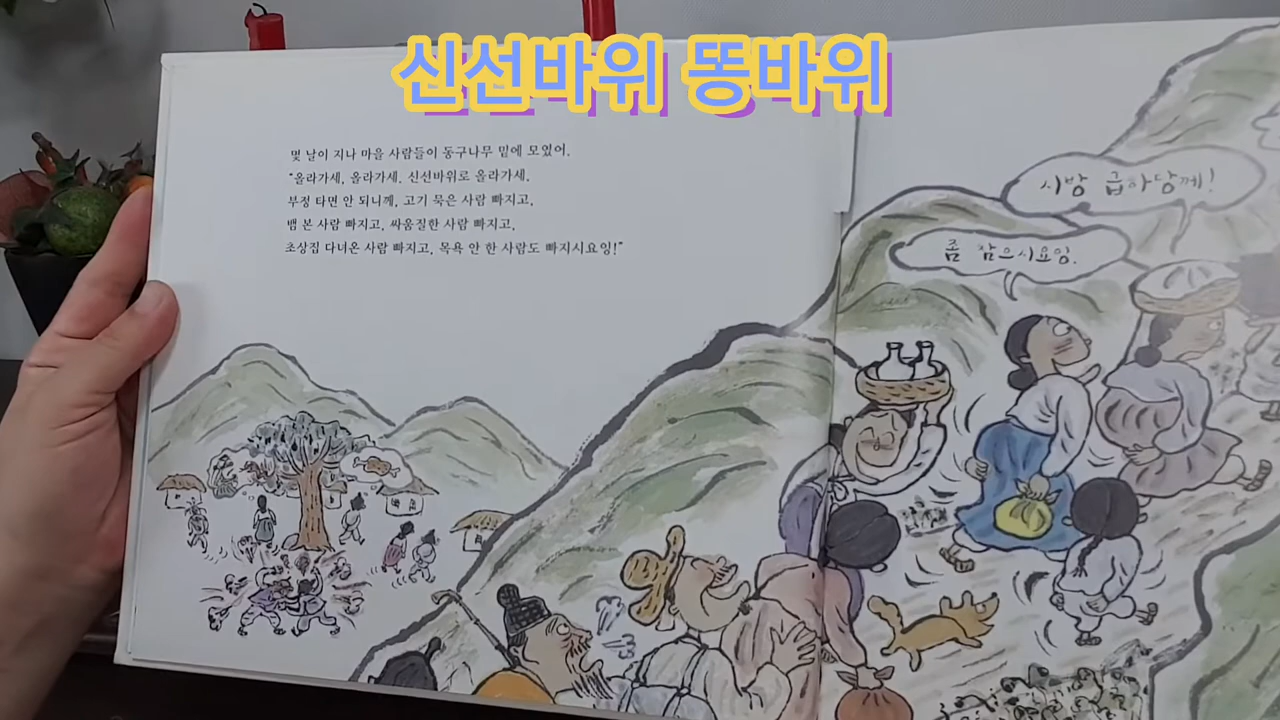 신선바위 똥바위
몇 날이 지나 마을 사람들이 동구나무 밑에 모였어.
"올라가세, 올라가세. 신선바위로 올라가세.
부정 타면 안 되니께, 고기 묵은 사람 빠지고,
뱀 본 사람 빠지고, 싸움질한 사람 빠지고,
초상집 다녀온 사람 빠지고, 목욕 안 한 사람도 빠지시요잉!"
시방 급하당께!
좀 참으시요잉.